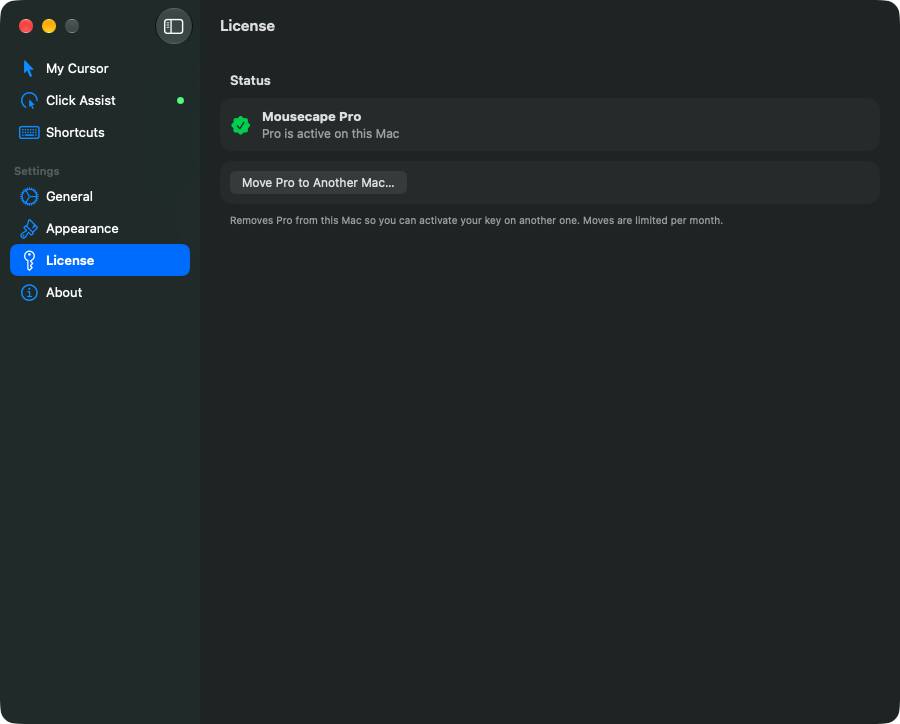 License
My Cursor
Click Assist
Shortcuts
Settings
General
Appearance
License
About
Status
Mousecape Pro
Pro is active on this Mac
Move Pro to Another Mac...
Removes Pro from this Mac so you can activate your key on another one. Moves are limited per month.